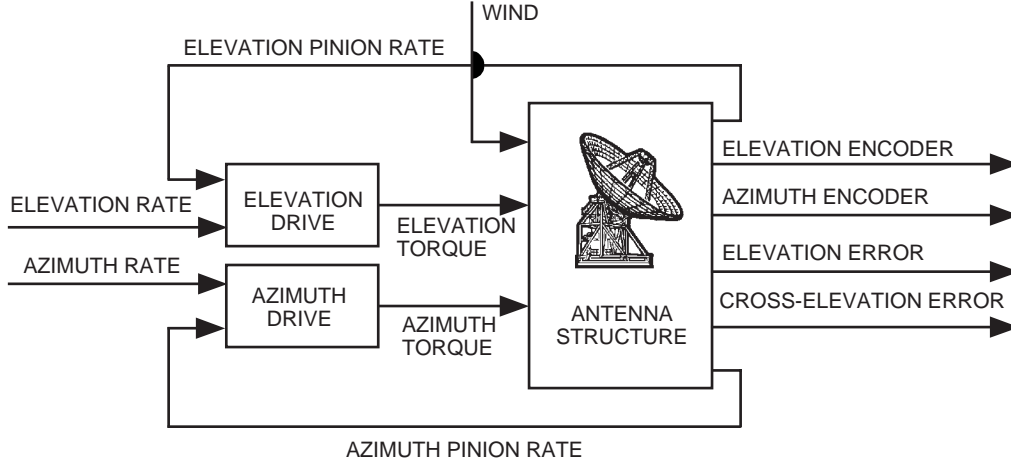 WIND
ELEVATION PINION RATE
ELEVATION ENCODER
ELEVATION RATE
ELEVATION
DRIVE
ELEVATION
TORQUE
AZIMUTH ENCODER
AZIMUTH RATE
AZIMUTH
DRIVE
AZIMUTH
TORQUE
ANTENNA
STRUCTURE
ELEVATION ERROR
CROSS-ELEVATION ERROR
AZIMUTH PINION RATE